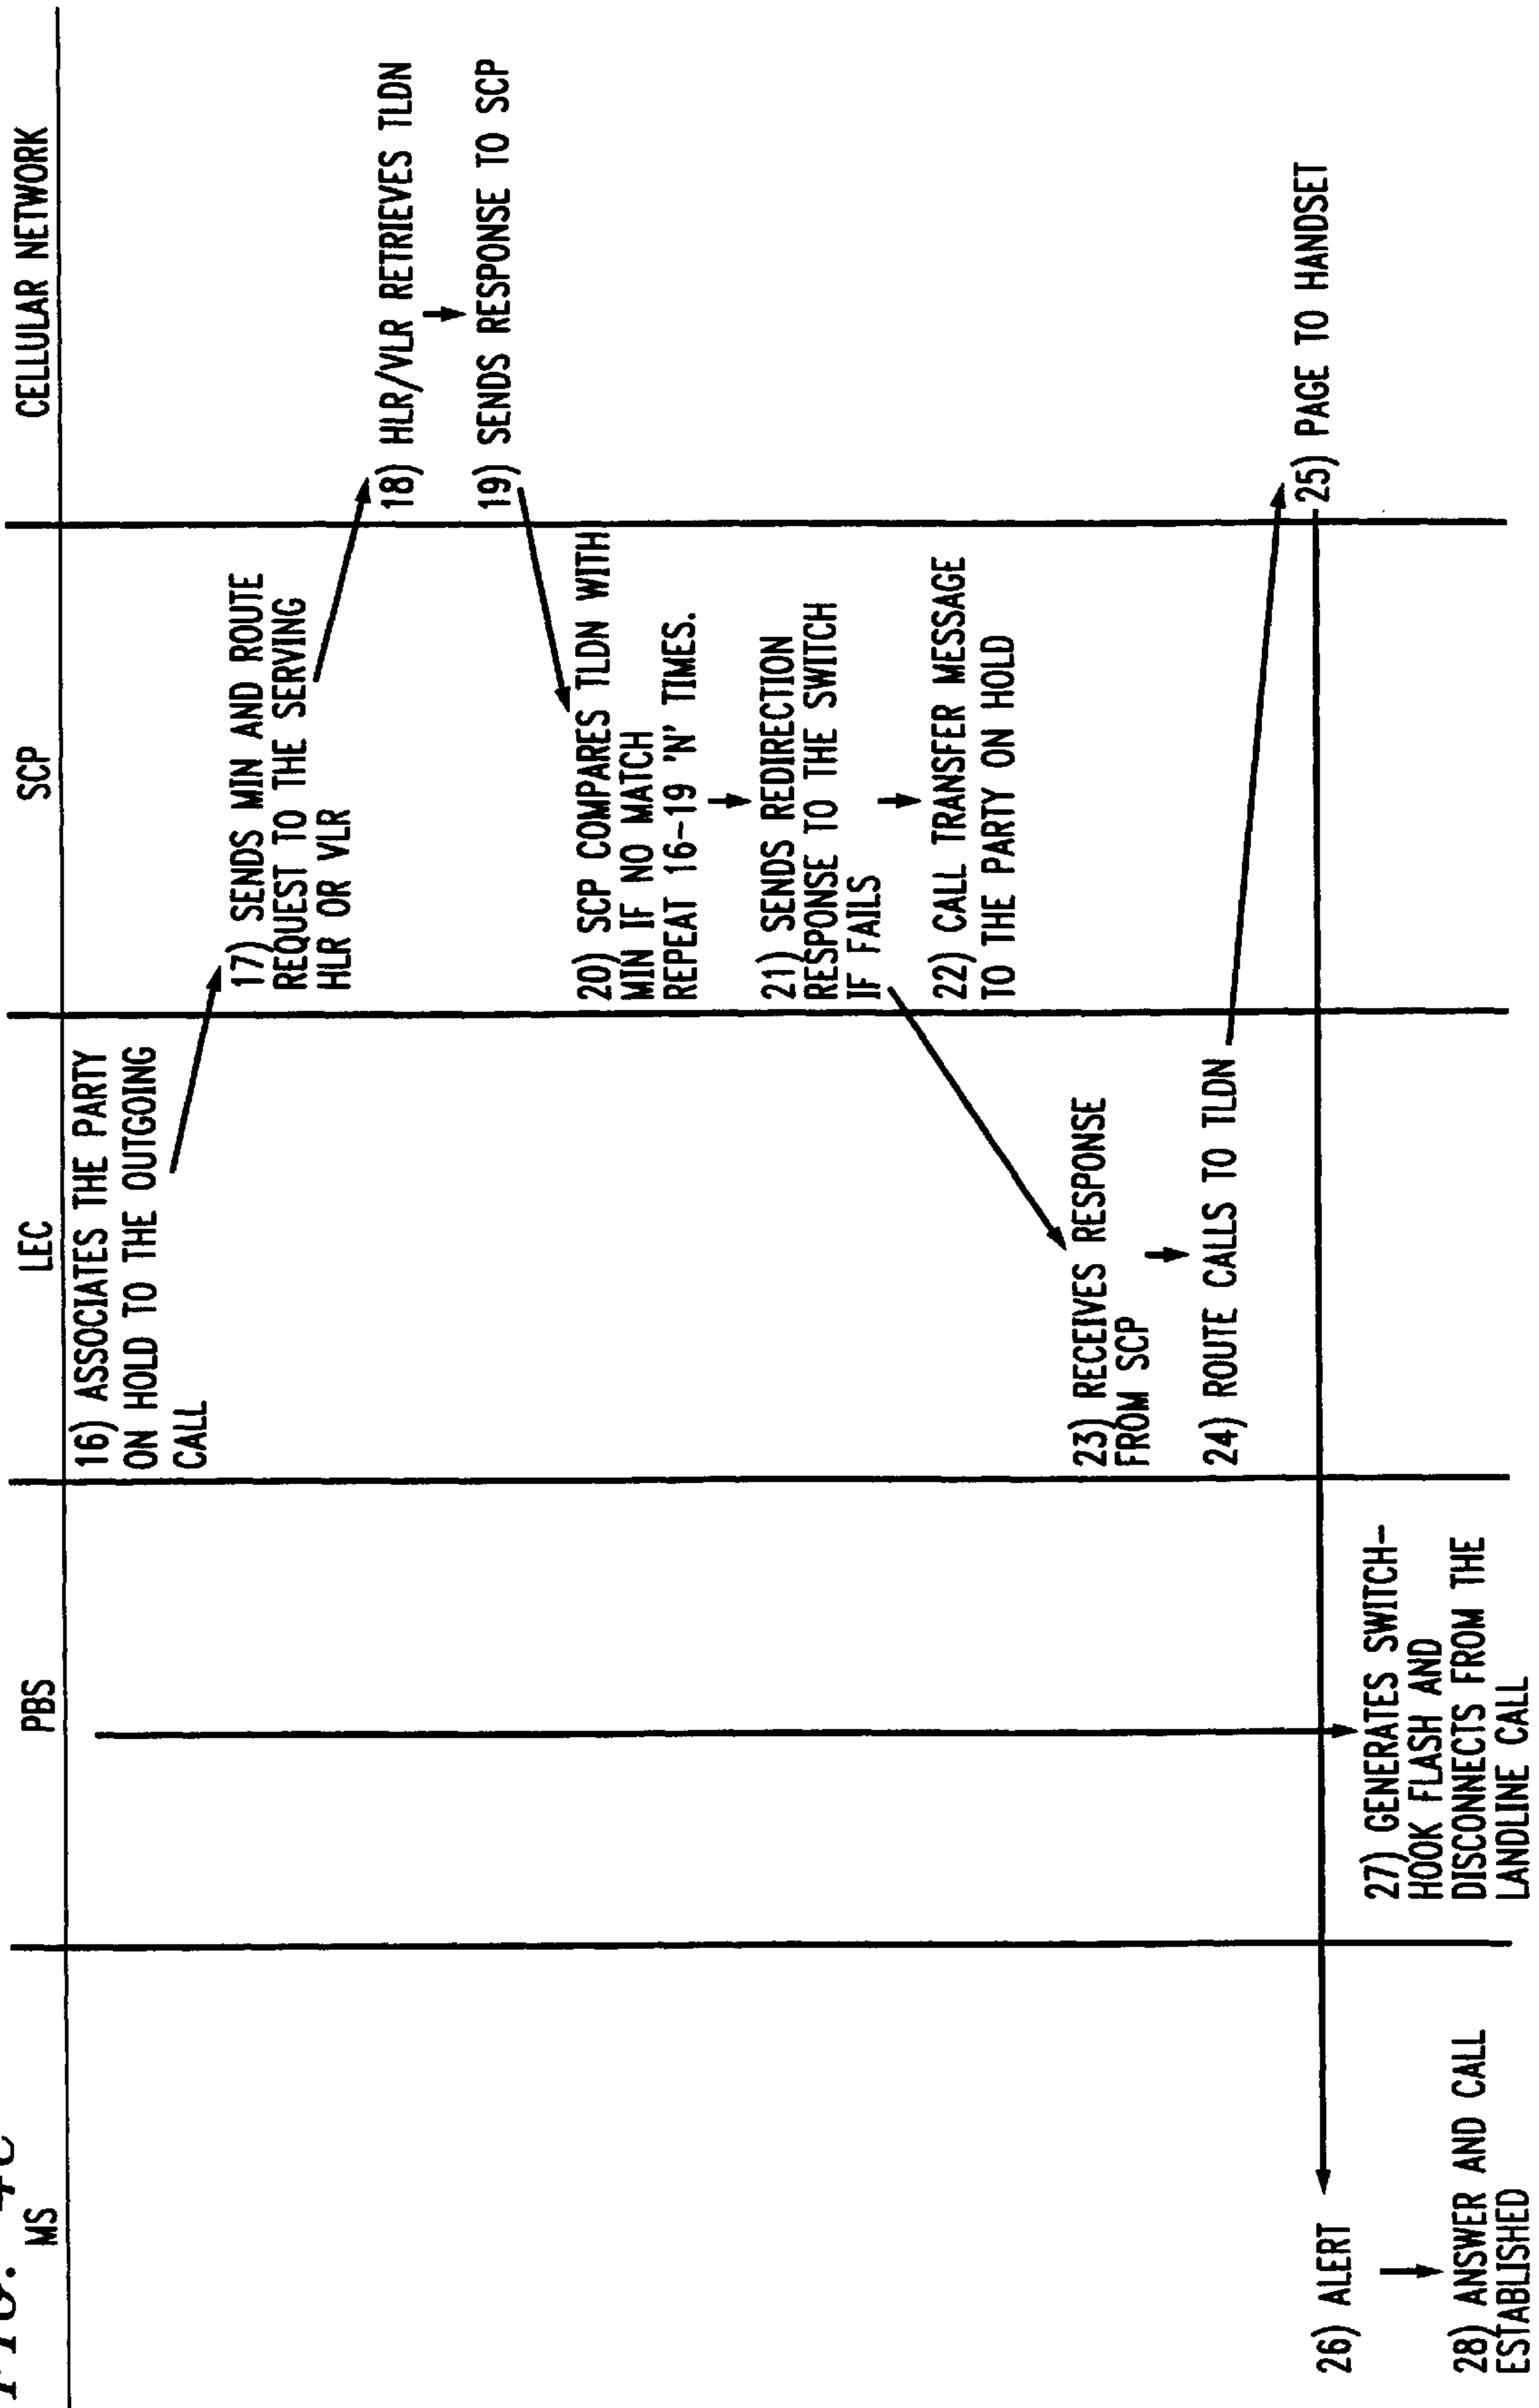 FIG. 4C
MS
PBS
LEC
SCP
CELLULAR NETWORK
16) ASSOCIATES THE PARTY
ON HOLD TO THE OUTGOING
CALL
17) SENDS MIN AND ROUTE
REQUEST TO THE SERVING
HLR OR VLR
18) HLR/VLR RETRIEVES TLDN
19) SENDS RESPONSE TO SCP
20) SCP COMPARES TLDN WITH
MIN IF NO MATCH
REPEAT 16-19 'N' TIMES.
21) SENDS REDIRECTION
RESPONSE TO THE SWITCH
IF FAILS
22) CALL TRANSFER MESSAGE
TO THE PARTY ON HOLD
23) RECEIVES RESPONSE
FROM SCP
24) ROUTE CALLS TO TLDN
25) PAGE TO HANDSET
26) ALERT
27) GENERATES SWITCH-
HOOK FLASH AND
DISCONNECTS FROM THE
LANDLINE CALL
28) ANSWER AND CALL
ESTABLISHED